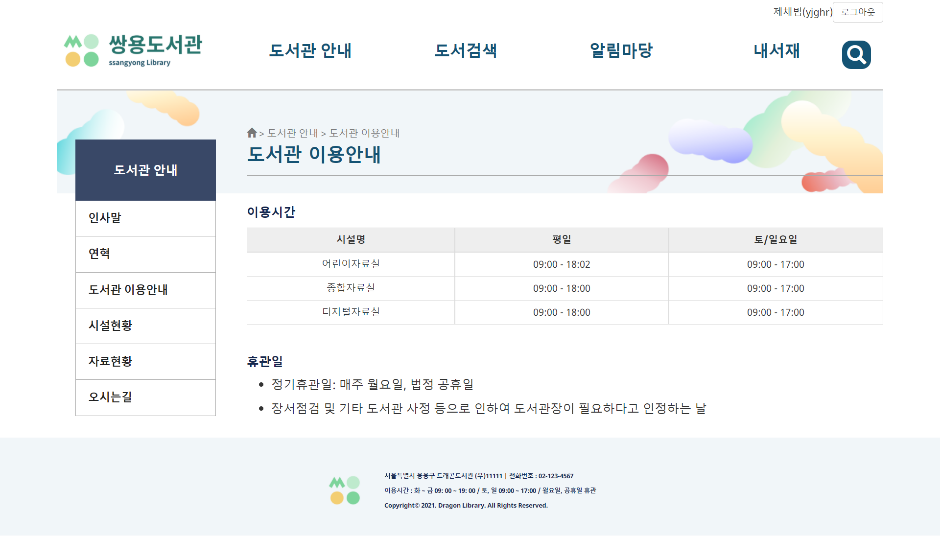 제새벌(yjghr) 로그아웃
쌍용도서관
ssangyong Library
도서관 안내 도서검색 알림마당 내서재
> 도서관 안내 > 도서관 이용안내
도서관 이용안내
도서관 안내
인사말
연혁
도서관 이용안내
시설현황
자료현황
오시는길
이용시간
시설명 평일 토/일요일
어린이자료실 09:00 - 18:02 09:00 - 17:00
종합자료실 09:00 - 18:00 09:00 - 17:00
디지털자료실 09:00 - 18:00 09:00 - 17:00
휴관일
• 정기휴관일: 매주 월요일, 법정 공휴일
• 장서점검 및 기타 도서관 사정 등으로 인하여 도서관장이 필요하다고 인정하는 날
서울특별시 용용구 드래곤도서관 (우)11111 | 전화번호 : 02-123-4567
이용시간 : 화 ~ 금 09: 00 ~ 19: 00 / 토, 일 09:00 ~ 17:00 / 월요일, 공휴일 휴관
Copyright© 2021. Dragon Library. All Rights Reserved.